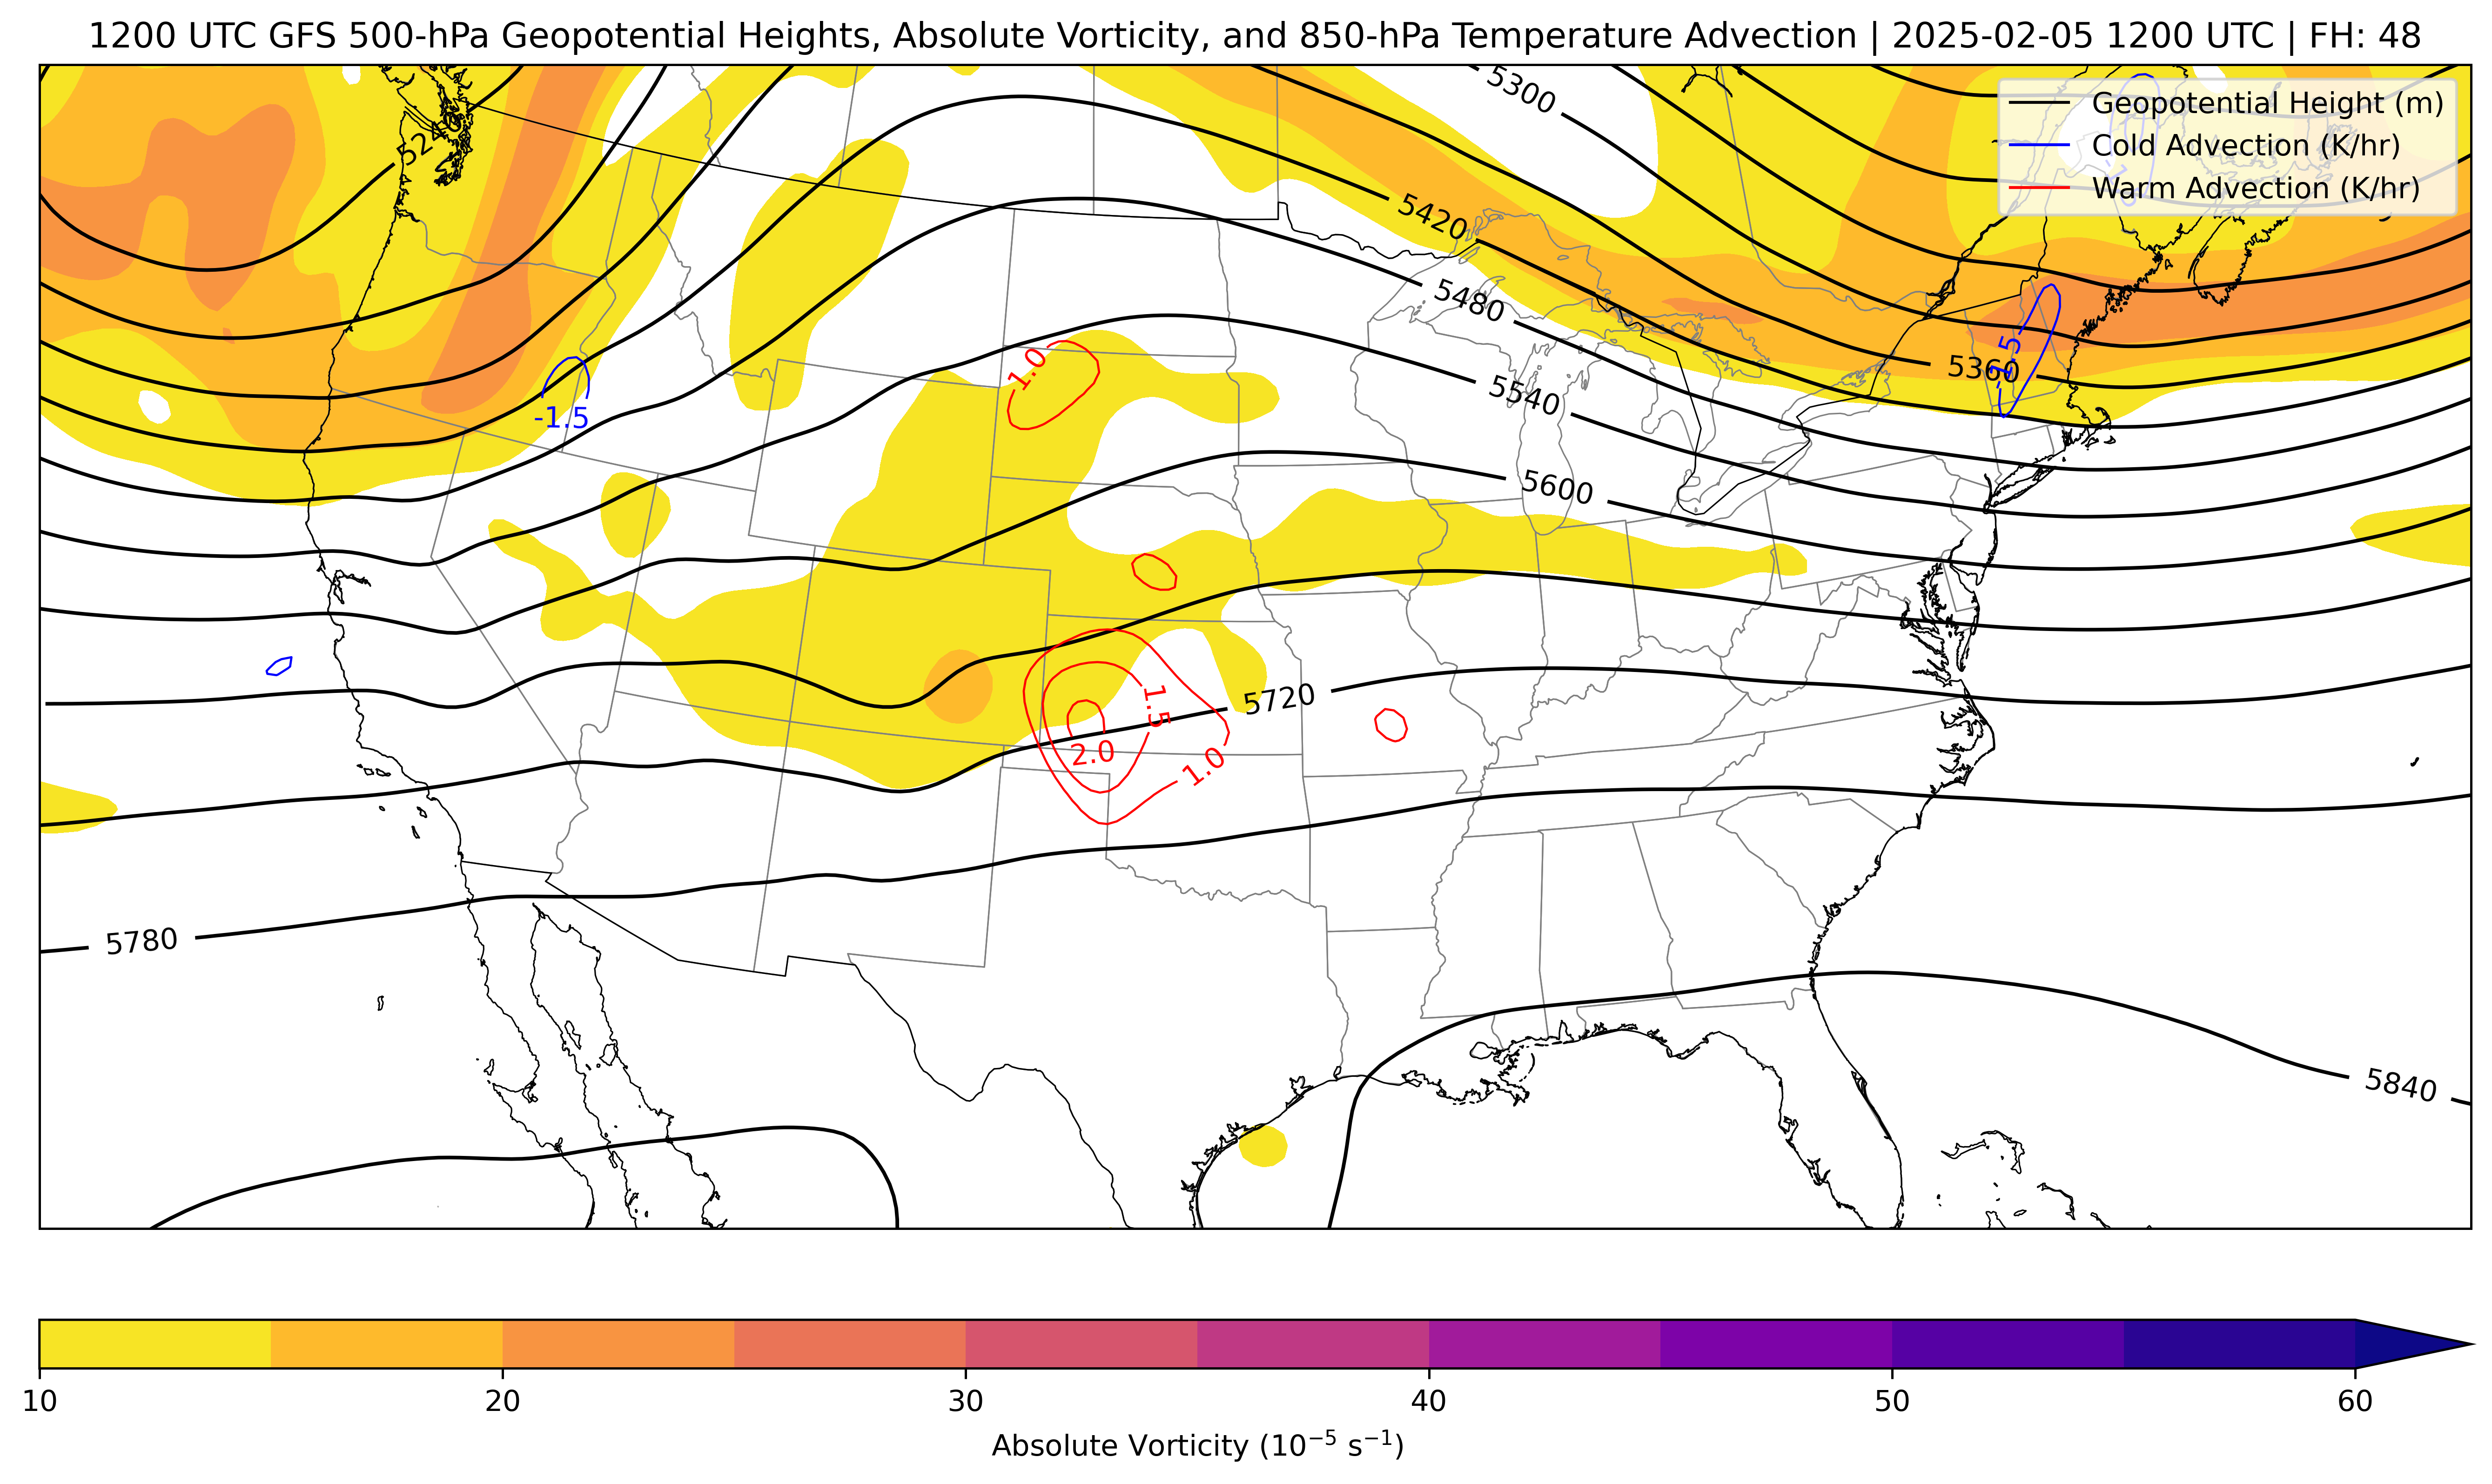 1200 UTC GFS 500-hPa Geopotential Heights, Absolute Vorticity, and 850-hPa Temperature Advection | 2025-02-05 1200 UTC | FH: 48
Geopotential Height (m)
Cold Advection (K/hr)
Warm Advection (K/hr)
5300
5240
5420
5480
5360
-1.5
5540
1.0
-1.5
5600
5720
1.5
2.0
1.0
5780
5840
10 20 30 40 50 60
Absolute Vorticity (10⁻⁵ s⁻¹)